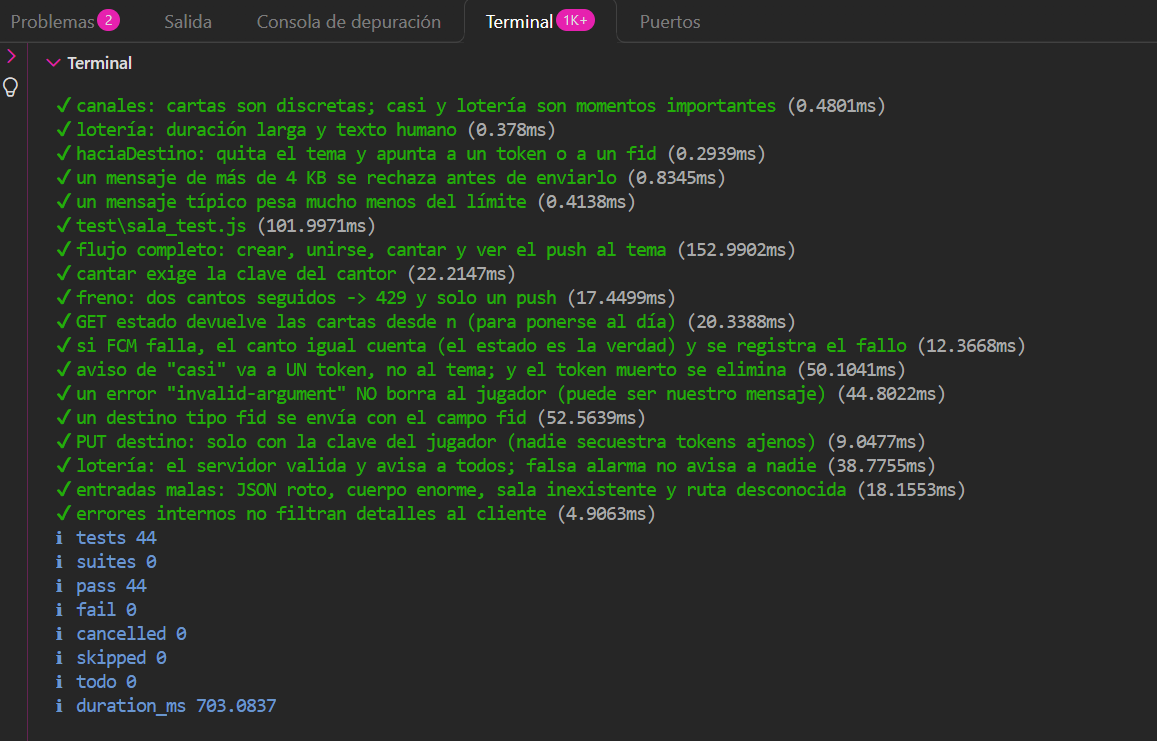 Problemas 2 Salida Consola de depuración Terminal 1K+ Puertos
Terminal
✓ canales: cartas son discretas; casi y lotería son momentos importantes (0.4801ms)
✓ lotería: duración larga y texto humano (0.378ms)
✓ haciaDestino: quita el tema y apunta a un token o a un fid (0.2939ms)
✓ un mensaje de más de 4 KB se rechaza antes de enviarlo (0.8345ms)
✓ un mensaje típico pesa mucho menos del límite (0.4138ms)
✓ test\sala_test.js (101.9971ms)
✓ flujo completo: crear, unirse, cantar y ver el push al tema (152.9902ms)
✓ cantar exige la clave del cantor (22.2147ms)
✓ freno: dos cantos seguidos -> 429 y solo un push (17.4499ms)
✓ GET estado devuelve las cartas desde n (para ponerse al día) (20.3388ms)
✓ si FCM falla, el canto igual cuenta (el estado es la verdad) y se registra el fallo (12.3668ms)
✓ aviso de "casi" va a UN token, no al tema; y el token muerto se elimina (50.1041ms)
✓ un error "invalid-argument" NO borra al jugador (puede ser nuestro mensaje) (44.8022ms)
✓ un destino tipo fid se envía con el campo fid (52.5639ms)
✓ PUT destino: solo con la clave del jugador (nadie secuestra tokens ajenos) (9.0477ms)
✓ lotería: el servidor valida y avisa a todos; falsa alarma no avisa a nadie (38.7755ms)
✓ entradas malas: JSON roto, cuerpo enorme, sala inexistente y ruta desconocida (18.1553ms)
✓ errores internos no filtran detalles al cliente (4.9063ms)
ℹ tests 44
ℹ suites 0
ℹ pass 44
ℹ fail 0
ℹ cancelled 0
ℹ skipped 0
ℹ todo 0
ℹ duration_ms 703.0837